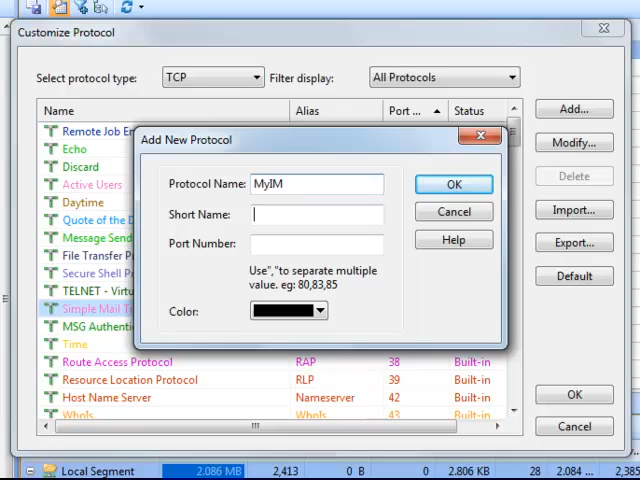 Customize Protocol
Select protocol type: TCP Filter display: All Protocols
Name Alias Port ... Status
Add...
Remote Job En
Echo
Modify...
Discard
Active Users
Delete
Daytime
Import...
Quote of the D
Message Send
Export...
File Transfer P
Secure Shell P
Default
TELNET - Virtu
Simple Mail T
MSG Authenti
Time
Route Access Protocol RAP 38 Built-in
Resource Location Protocol RLP 39 Built-in
Host Name Server Nameserver 42 Built-in
WhoIs WhoIs 43 Built-in
OK
Cancel
Add New Protocol
Protocol Name: MyIM
OK
Short Name:
Cancel
Port Number:
Help
Use","to separate multiple
value. eg: 80,83,85
Color:
Local Segment 2.086 MB 2,413 0 B 0 2.806 KB 28 2.084 ... 2,385